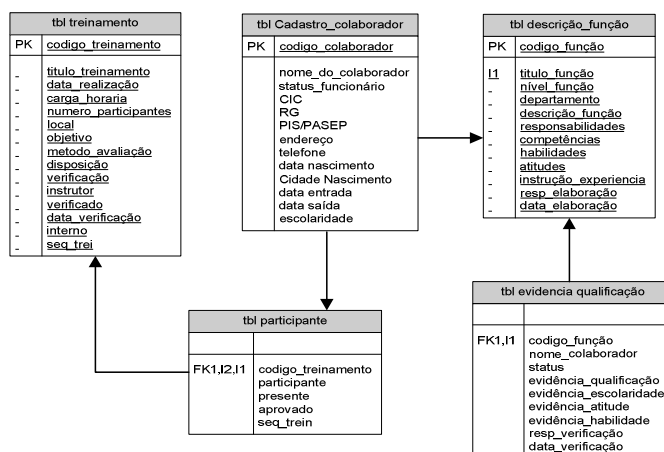 tbl treinamento
PK codigo_treinamento
- titulo_treinamento
- data_realização
- carga_horaria
- numero_participantes
- local
- objetivo
- metodo_avaliação
- disposição
- verificação
- instrutor
- verificado
- data_verificação
- interno
- seq_trei
tbl Cadastro_colaborador
PK codigo_colaborador
nome_do_colaborador
status_funcionário
CIC
RG
PIS/PASEP
endereço
telefone
data nascimento
Cidade Nascimento
data entrada
data saída
escolaridade
tbl descrição_função
PK codigo_função
I1 titulo_função
- nível_função
- departamento
- descrição_função
- responsabilidades
- competências
- habilidades
- atitudes
- instrução_experiencia
- resp_elaboração
- data_elaboração
tbl participante
FK1,I2,I1 codigo_treinamento
participante
presente
aprovado
seq_trein
tbl evidencia qualificação
FK1,I1 codigo_função
nome_colaborador
status
evidência_qualificação
evidência_escolaridade
evidência_atitude
evidência_habilidade
resp_verificação
data_verificação